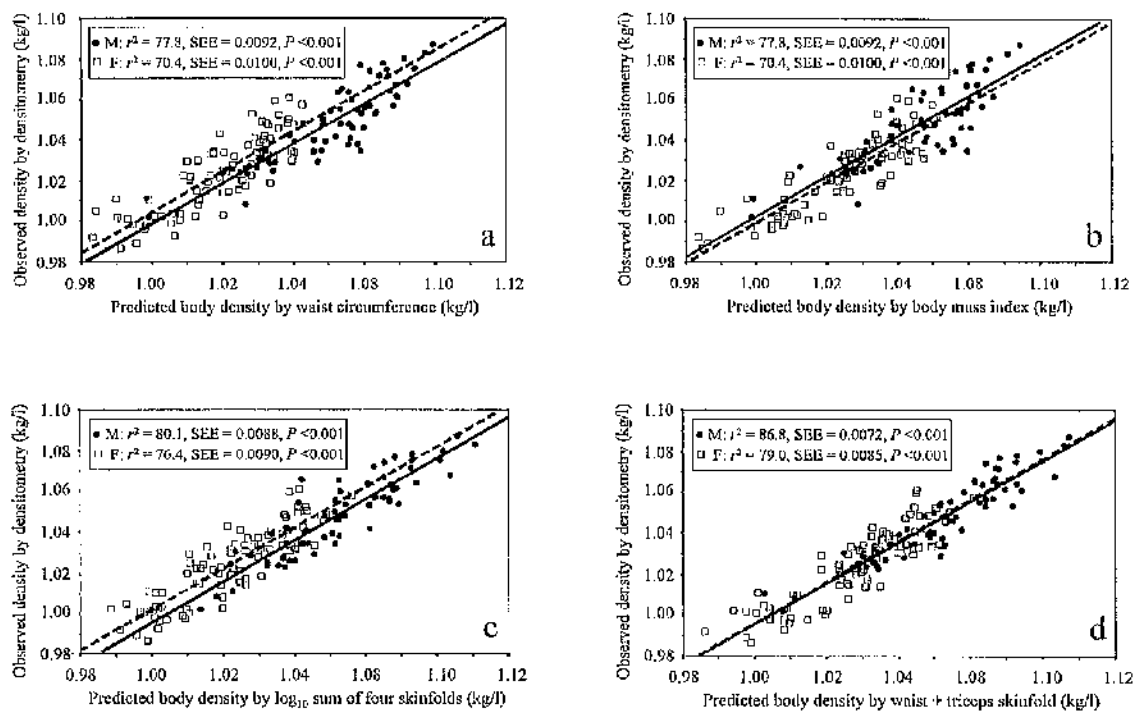 Observed density by densitometry (kg/l)
1.10
1.08
1.06
1.04
1.02
1.00
0.98
M: r² = 77.8, SEE = 0.0092, P <0.001
F: r² = 70.4, SEE = 0.0100, P <0.001
a
0.98 1.00 1.02 1.04 1.06 1.08 1.10 1.12
Predicted body density by waist circumference (kg/l)
Observed density by densitometry (kg/l)
1.10
1.08
1.06
1.04
1.02
1.00
0.98
M: r² = 77.8, SEE = 0.0092, P <0.001
F: r² = 70.4, SEE = 0.0100, P <0.001
b
0.98 1.00 1.02 1.04 1.06 1.08 1.10 1.12
Predicted body density by body mass index (kg/l)
Observed density by densitometry (kg/l)
1.10
1.08
1.06
1.04
1.02
1.00
0.98
M: r² = 80.1, SEE = 0.0088, P <0.001
F: r² = 76.4, SEE = 0.0090, P <0.001
c
0.98 1.00 1.02 1.04 1.06 1.08 1.10 1.12
Predicted body density by log₁₀ sum of four skinfolds (kg/l)
Observed density by densitometry (kg/l)
1.10
1.08
1.06
1.04
1.02
1.00
0.98
M: r² = 86.8, SEE = 0.0072, P <0.001
F: r² = 79.0, SEE = 0.0085, P <0.001
d
0.98 1.00 1.02 1.04 1.06 1.08 1.10 1.12
Predicted body density by waist + triceps skinfold (kg/l)